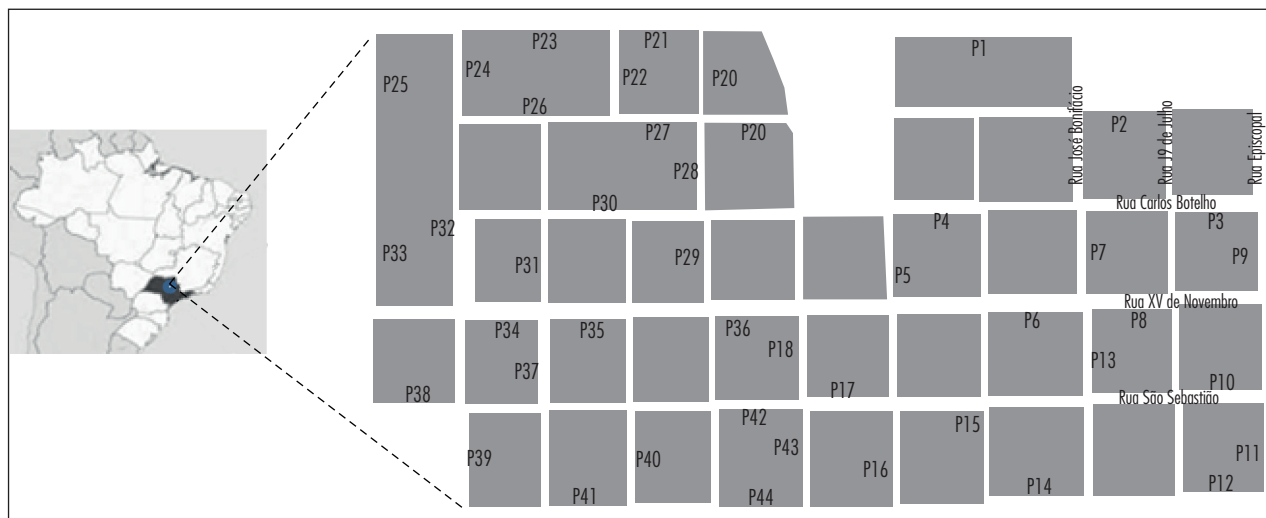 P23
P21
P1
P25
P24
P22
P20
P26
Rua José Bonifácio
P2
Rua J9 de Julho
Rua Episcopal
P27
P20
P28
P30
Rua Carlos Botelho
P32
P4
P3
P33
P31
P29
P5
P7
P9
Rua XV de Novembro
P34
P35
P36
P6
P8
P18
P37
P13
P38
P17
P10
Rua São Sebastião
P42
P15
P39
P40
P43
P16
P11
P41
P44
P14
P12